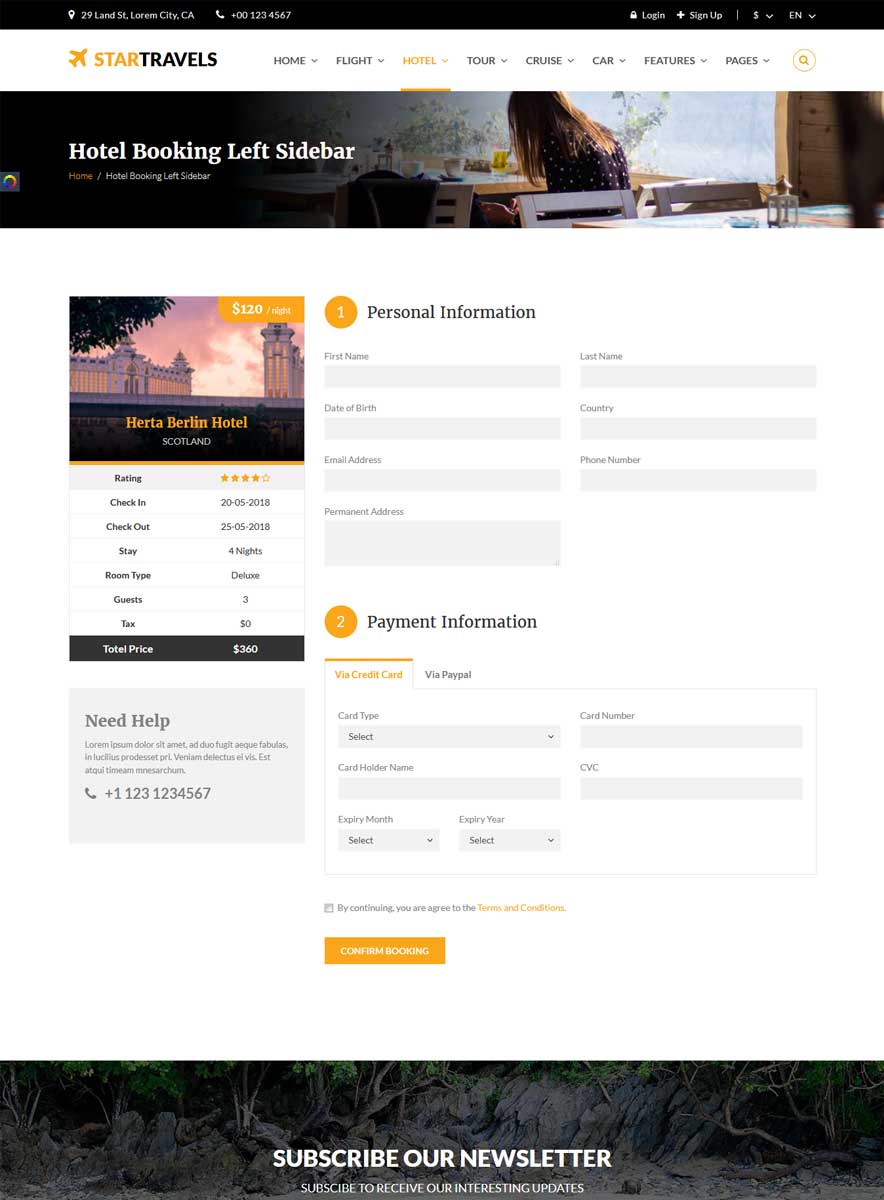 29 Land St, Lorem City, CA +00 123 4567 Login Sign Up $ EN
STARTRAVELS HOME FLIGHT HOTEL TOUR CRUISE CAR FEATURES PAGES
Hotel Booking Left Sidebar
Home / Hotel Booking Left Sidebar
$120 / night
Herta Berlin Hotel
SCOTLAND
Rating
Check In 20-05-2018
Check Out 25-05-2018
Stay 4 Nights
Room Type Deluxe
Guests 3
Tax $0
Totel Price $360
Need Help
Lorem ipsum dolor sit amet, ad duo fugit aeque fabulas,
in lucilius prodesset pri. Veniam delectus ei vis. Est
atqui timeam mnesarchum.
+1 123 1234567
1 Personal Information
First Name Last Name
Date of Birth Country
Email Address Phone Number
Permanent Address
2 Payment Information
Via Credit Card Via Paypal
Card Type Card Number
Select
Card Holder Name CVC
Expiry Month Expiry Year
Select Select
By continuing, you are agree to the Terms and Conditions.
CONFIRM BOOKING
SUBSCRIBE OUR NEWSLETTER
SUBSCIBE TO RECEIVE OUR INTERESTING UPDATES